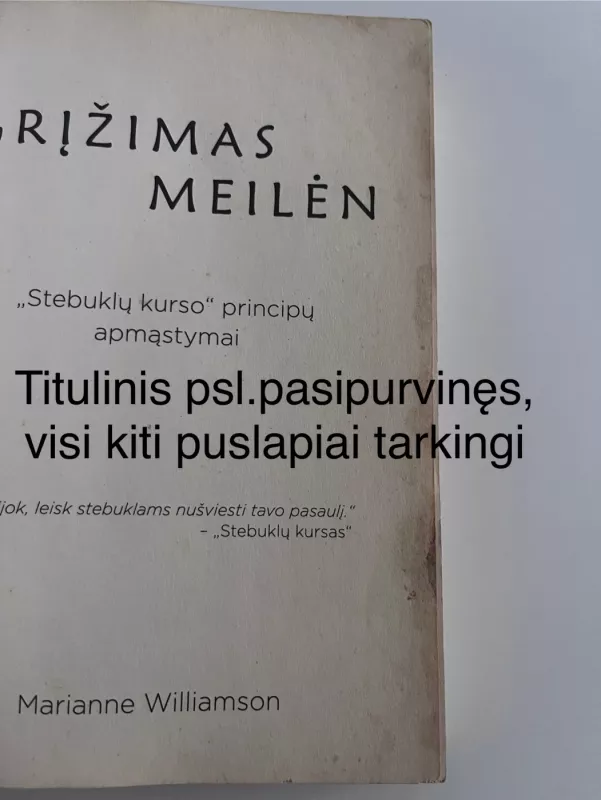 RĮŽIMAS
MEILĖN
„Stebuklų kurso“ principų
apmąstymai
Titulinis psl.pasipurvinęs,
visi kiti puslapiai tarkingi
jok, leisk stebuklams nušviesti tavo pasaulį.“
– „Stebuklų kursas“
Marianne Williamson